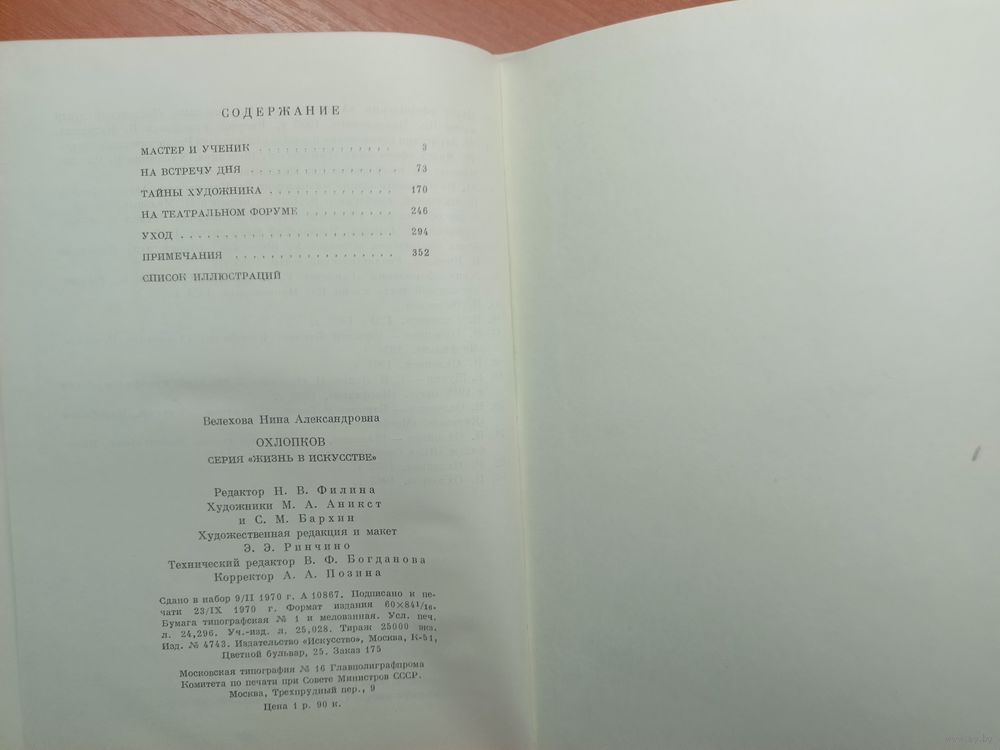 СОДЕРЖАНИЕ
МАСТЕР И УЧЕНИК . . . . . . . . . . . . . . . 3
НА ВСТРЕЧУ ДНЯ . . . . . . . . . . . . . . . . 73
ТАЙНЫ ХУДОЖНИКА . . . . . . . . . . . . . . 170
НА ТЕАТРАЛЬНОМ ФОРУМЕ . . . . . . . . . . 246
УХОД . . . . . . . . . . . . . . . . . . . . . . . . 294
ПРИМЕЧАНИЯ . . . . . . . . . . . . . . . . . . 352
СПИСОК ИЛЛЮСТРАЦИЙ
Велехова Нина Александровна
ОХЛОПКОВ
СЕРИЯ «ЖИЗНЬ В ИСКУССТВЕ»
Редактор Н. В. Филина
Художники М. А. Аникст
и С. М. Бархин
Художественная редакция и макет
Э. Э. Ринчино
Технический редактор В. Ф. Богданова
Корректор А. А. Позина
Сдано в набор 9/II 1970 г. А 10867. Подписано к пе-
чати 23/IX 1970 г. Формат издания 60×84 1/16.
Бумага типографская № 1 и мелованная. Усл. печ.
л. 24,296. Уч.-изд. л. 25,028. Тираж 25000 экз.
Изд. № 4743. Издательство «Искусство», Москва, К-51,
Цветной бульвар, 25. Заказ 175
Московская типография № 16 Главполиграфпрома
Комитета по печати при Совете Министров СССР.
Москва, Трехпрудный пер., 9
Цена 1 р. 90 к.